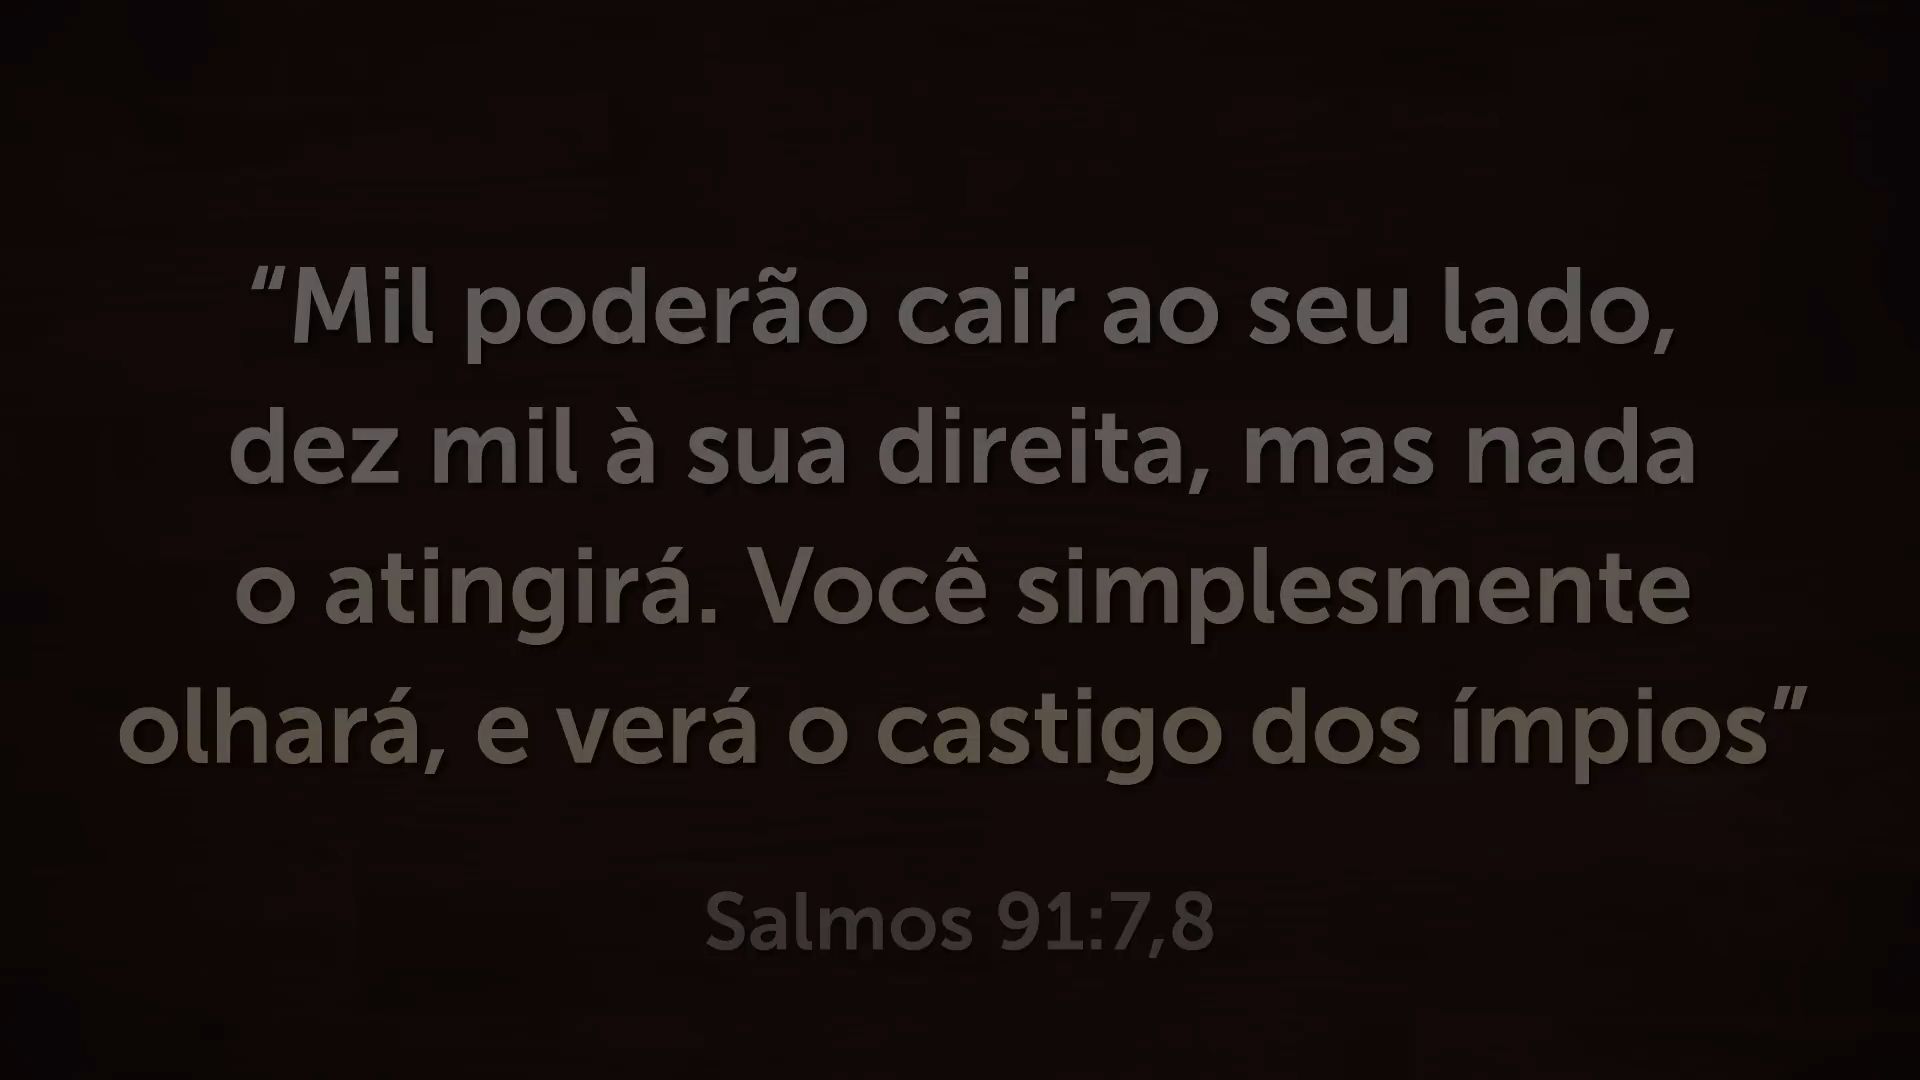 “Mil poderão cair ao seu lado,
dez mil à sua direita, mas nada
o atingirá. Você simplesmente
olhará, e verá o castigo dos ímpios”
Salmos 91:7,8